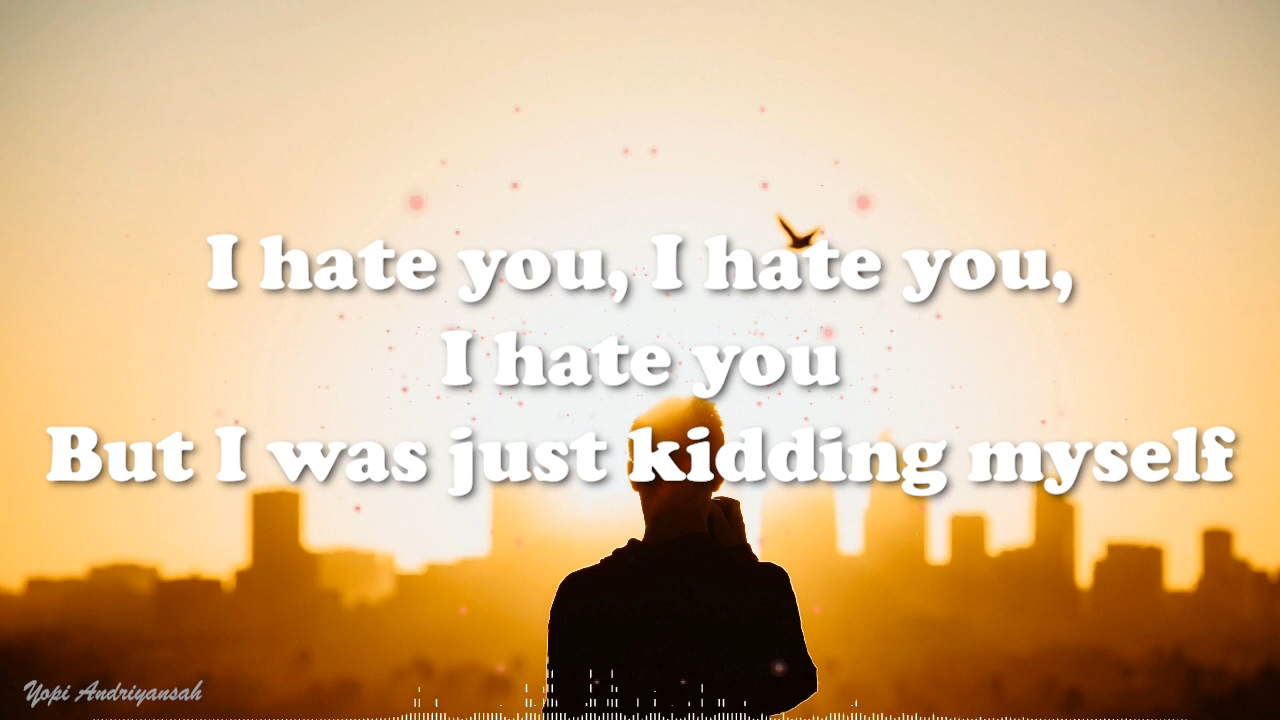 I hate you, I hate you,
I hate you
But I was just kidding myself
Yopi Andriyansah